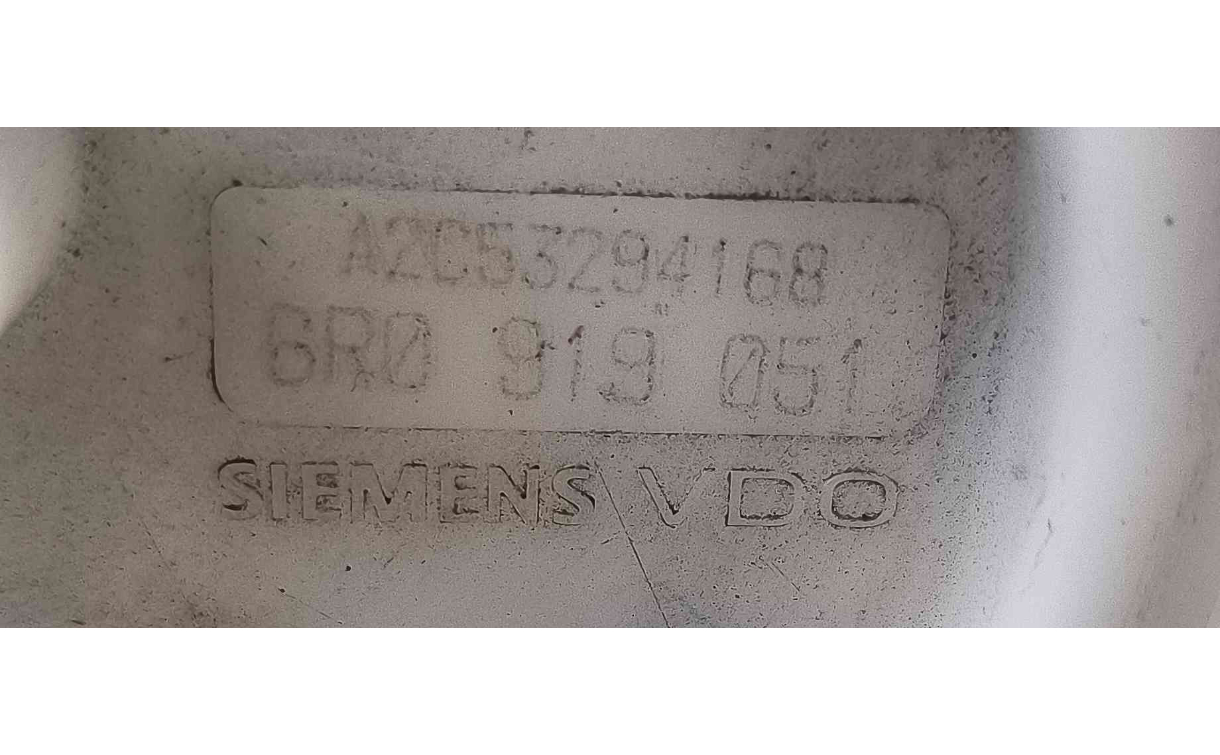 A2C53294168
6R0 919 051
SIEMENS VDO